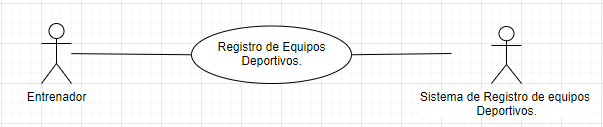 Registro de Equipos
Deportivos.
Entrenador
Sistema de Registro de equipos
Deportivos.